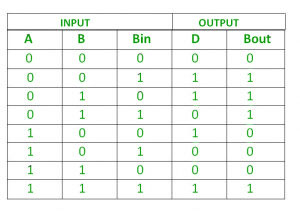 INPUT OUTPUT
A B Bin D Bout
0 0 0 0 0
0 0 1 1 1
0 1 0 1 1
0 1 1 0 1
1 0 0 1 0
1 0 1 0 0
1 1 0 0 0
1 1 1 1 1